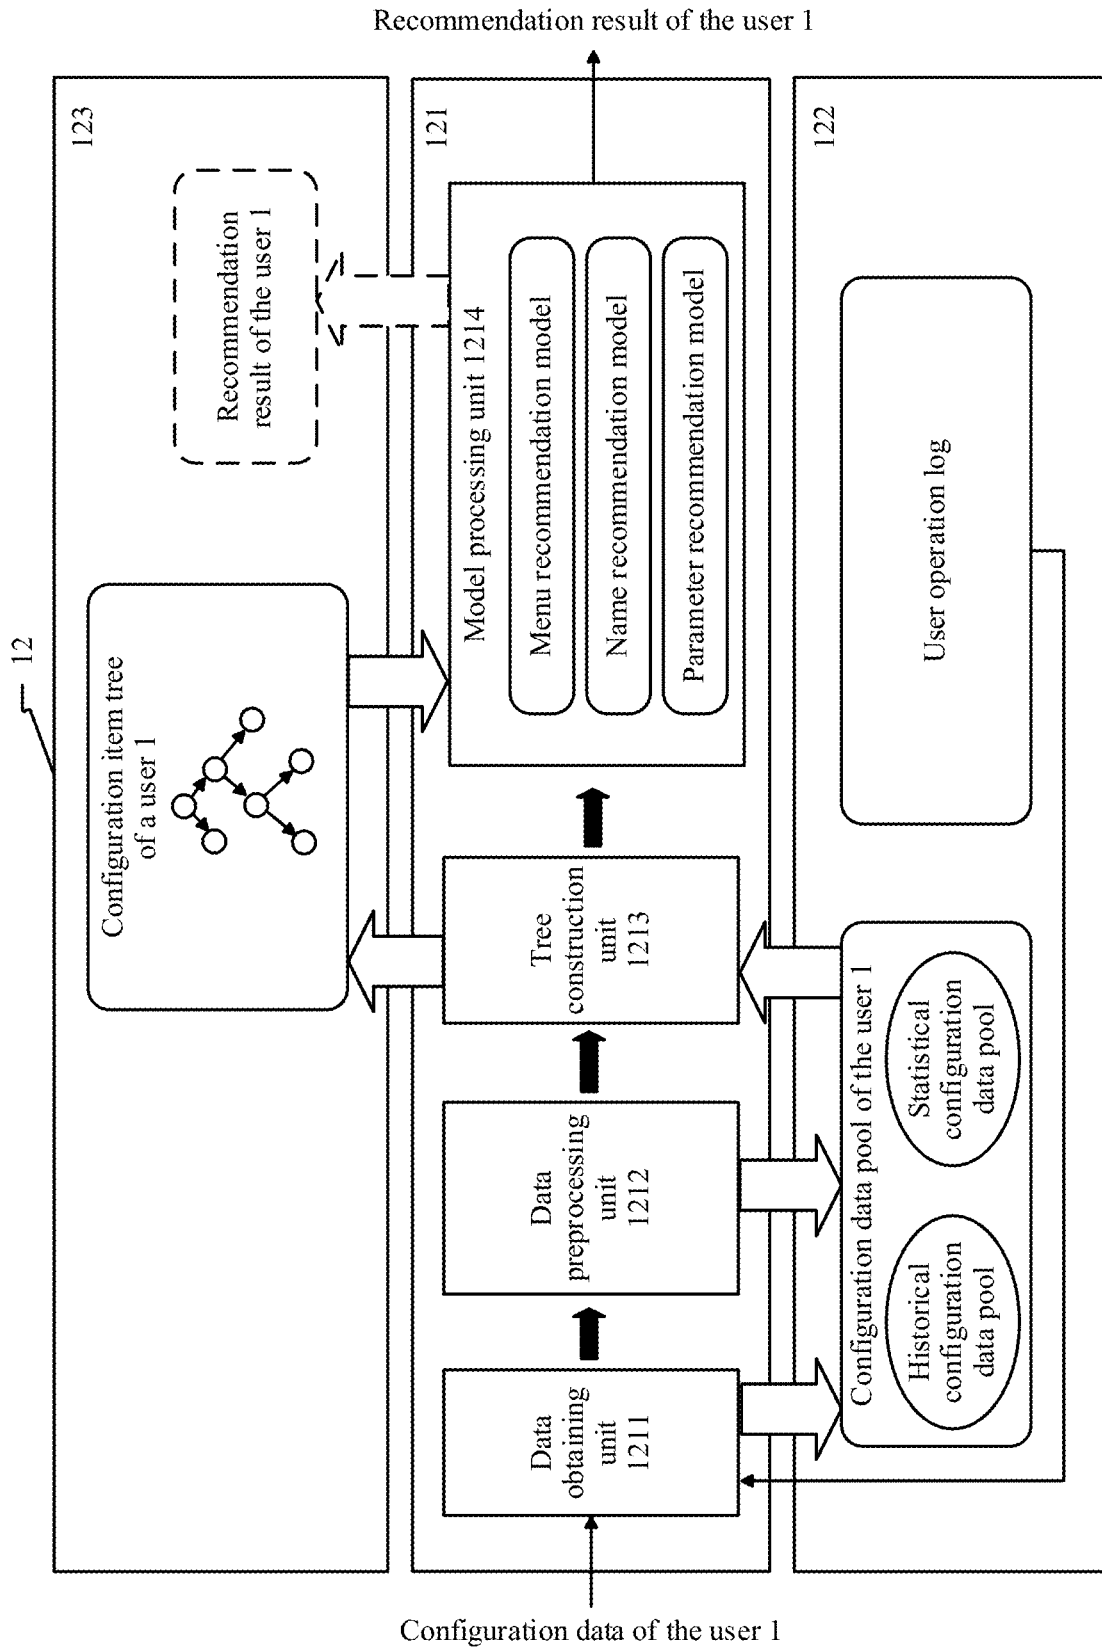 Recommendation result of the user 1
12
123
Configuration item tree
of a user 1
Recommendation
result of the user 1
121
Data
obtaining
unit
1211
Data
preprocessing
unit
1212
Tree
construction
unit
1213
Model processing unit 1214
Menu recommendation model
Name recommendation model
Parameter recommendation model
122
Configuration data pool of the user 1
Historical
configuration
data pool
Statistical
configuration
data pool
User operation log
Configuration data of the user 1